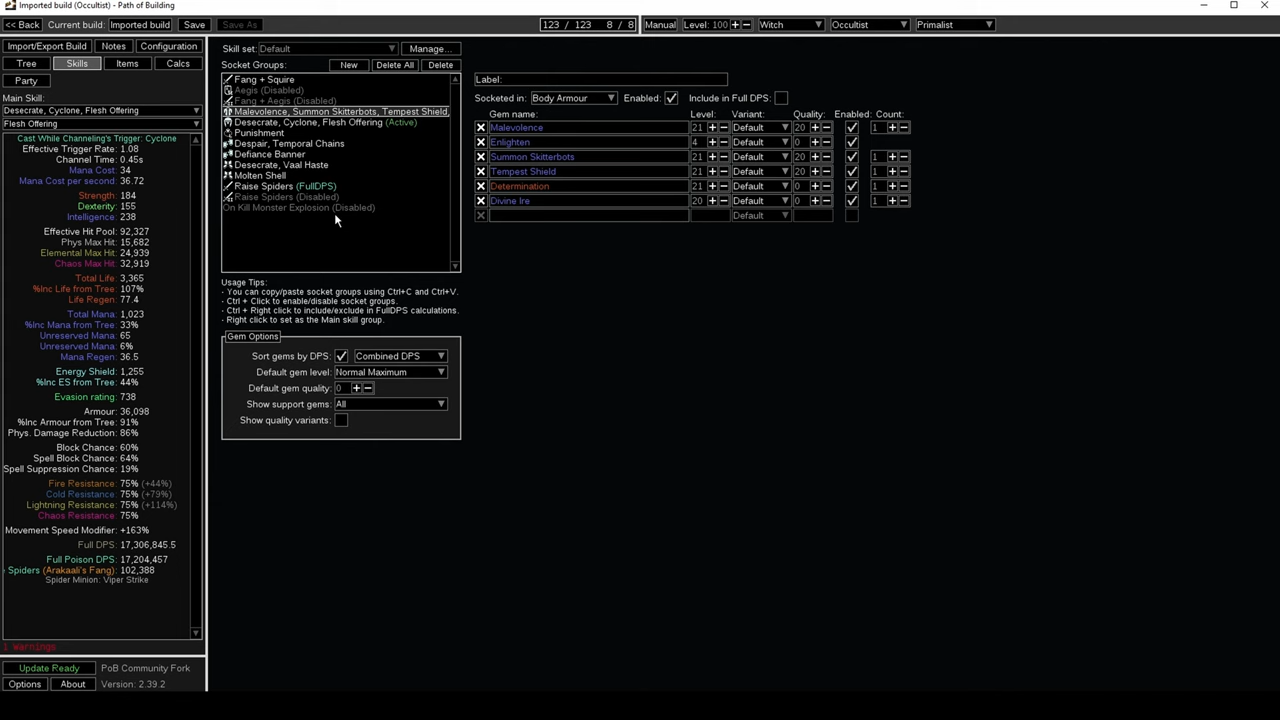 Imported build (Occultist) - Path of Building
<< Back Current build: Imported build Save Save As 123 / 123 8 / 8 Manual Level: 100 + − Witch Occultist Primalist
Import/Export Build Notes Configuration
Tree Skills Items Calcs
Party
Main Skill:
Desecrate, Cyclone, Flesh Offering
Flesh Offering
Cast While Channeling's Trigger: Cyclone
Effective Trigger Rate: 1.08
Channel Time: 0.45s
Mana Cost: 34
Mana Cost per second: 36.72
Strength: 184
Dexterity: 155
Intelligence: 238
Effective Hit Pool: 92,327
Phys Max Hit: 15,682
Elemental Max Hit: 24,939
Chaos Max Hit: 32,919
Total Life: 3,365
%Inc Life from Tree: 107%
Life Regen: 77.4
Total Mana: 1,023
%Inc Mana from Tree: 33%
Unreserved Mana: 65
Unreserved Mana: 6%
Mana Regen: 36.5
Energy Shield: 1,255
%Inc ES from Tree: 44%
Evasion rating: 738
Armour: 36,098
%Inc Armour from Tree: 91%
Phys. Damage Reduction: 86%
Block Chance: 60%
Spell Block Chance: 64%
Spell Suppression Chance: 19%
Fire Resistance: 75% (+44%)
Cold Resistance: 75% (+79%)
Lightning Resistance: 75% (+114%)
Chaos Resistance: 75%
Movement Speed Modifier: +163%
Full DPS: 17,306,845.5
Full Poison DPS: 17,204,457
Spiders (Arakaali's Fang): 102,388
Spider Minion: Viper Strike
1 Warnings
Update Ready PoB Community Fork
Options About Version: 2.39.2
Skill set: Default Manage...
Socket Groups: New Delete All Delete
Fang + Squire
Aegis (Disabled)
Fang + Aegis (Disabled)
Malevolence, Summon Skitterbots, Tempest Shield,
Desecrate, Cyclone, Flesh Offering (Active)
Punishment
Despair, Temporal Chains
Defiance Banner
Desecrate, Vaal Haste
Molten Shell
Raise Spiders (FullDPS)
Raise Spiders (Disabled)
On Kill Monster Explosion (Disabled)
Usage Tips:
- You can copy/paste socket groups using Ctrl+C and Ctrl+V.
- Ctrl + Click to enable/disable socket groups.
- Ctrl + Right click to include/exclude in FullDPS calculations.
- Right click to set as the Main skill group.
Gem Options
Sort gems by DPS: Combined DPS
Default gem level: Normal Maximum
Default gem quality: 0 + −
Show support gems: All
Show quality variants:
Label:
Socketed in: Body Armour Enabled: Include in Full DPS:
Gem name: Level: Variant: Quality: Enabled: Count:
Malevolence 21 + − Default 20 + − 1 + −
Enlighten 4 + − Default 0 + −
Summon Skitterbots 21 + − Default 20 + − 1 + −
Tempest Shield 21 + − Default 20 + − 1 + −
Determination 21 + − Default 0 + − 1 + −
Divine Ire 20 + − Default 0 + − 1 + −
Default